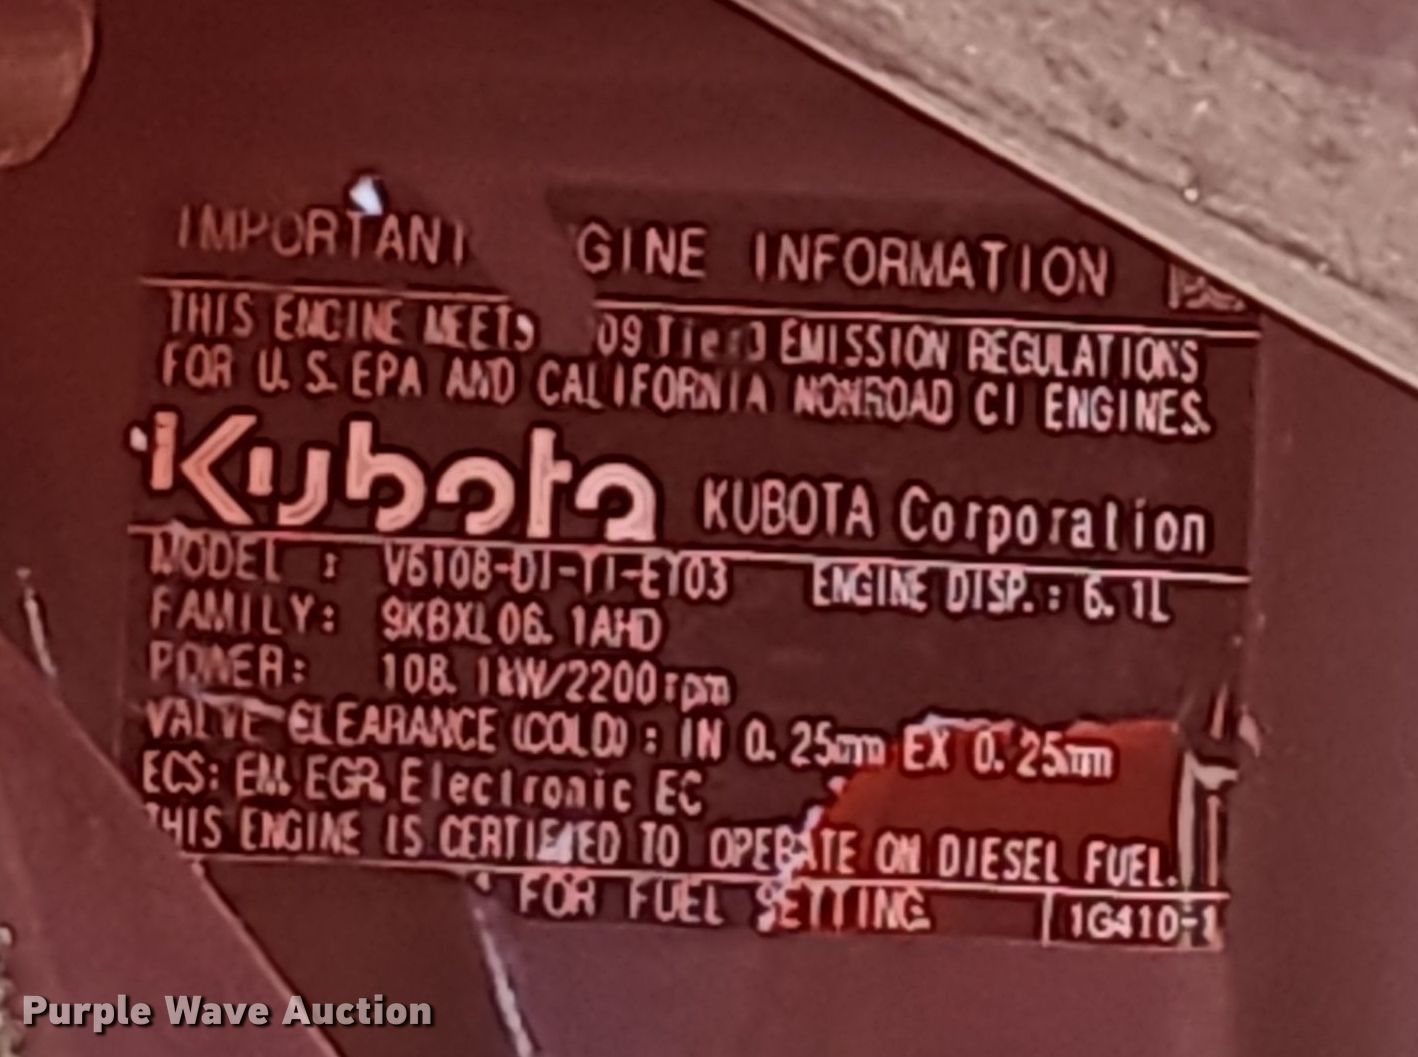 IMPORTANT GINE INFORMATION
THIS ENGINE MEETS 09 Tier3 EMISSION REGULATIONS
FOR U.S. EPA AND CALIFORNIA NONROAD CI ENGINES.
Kubota KUBOTA Corporation
MODEL : V6108-DI-TI-ET03 ENGINE DISP. : 6.1L
FAMILY: 9KBXL06.1AHD
POWER: 108.1kW/2200rpm
VALVE CLEARANCE (COLD) : IN 0.25mm EX 0.25mm
ECS: EM, EGR, Electronic EC
THIS ENGINE IS CERTIFIED TO OPERATE ON DIESEL FUEL.
FOR FUEL SETTING 1G410-1
Purple Wave Auction